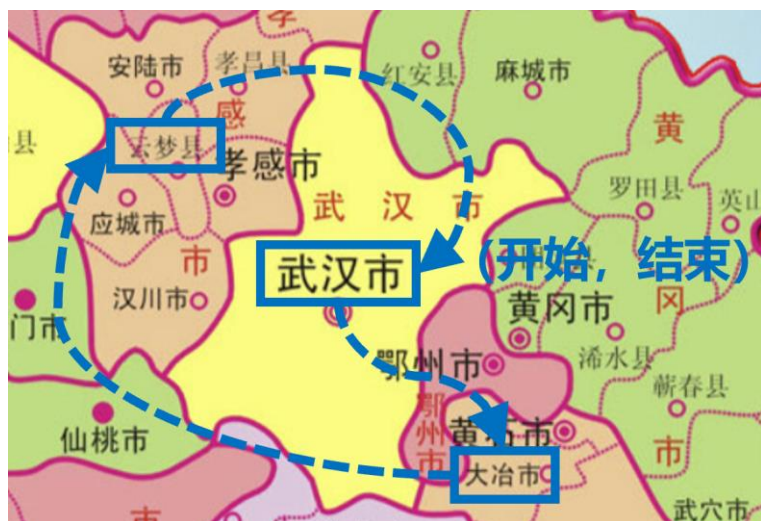 孝
安陆市
孝昌县
红安县
麻城市
感
黄
县
云梦县
孝感市
罗田县
英山
武汉市
应城市
市
武汉市
（开始，结束）
汉川市
黄冈市
冈
门市
鄂州市
浠水县
蕲春县
鄂州市
仙桃市
黄石市
市
大冶市
市
武穴市